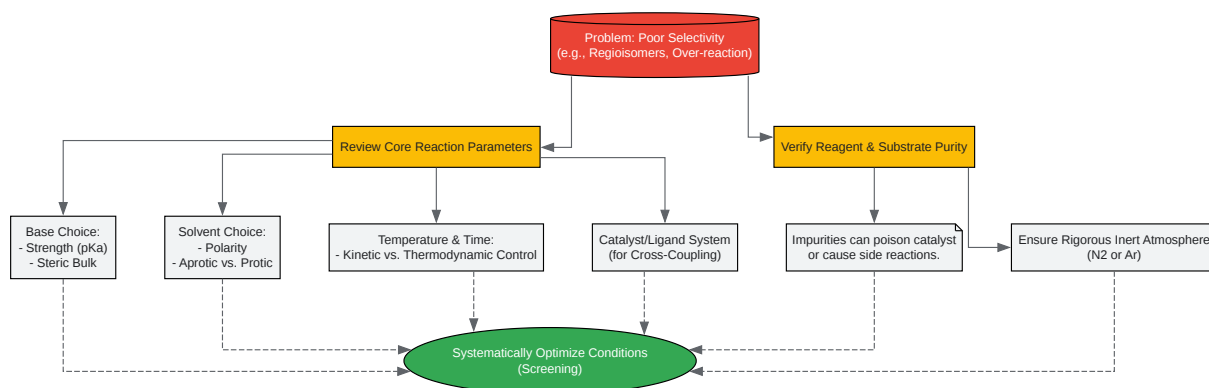 Problem: Poor Selectivity
(e.g., Regioisomers, Over-reaction)
Review Core Reaction Parameters
Verify Reagent & Substrate Purity
Base Choice:
- Strength (pKa)
- Steric Bulk
Solvent Choice:
- Polarity
- Aprotic vs. Protic
Temperature & Time:
- Kinetic vs. Thermodynamic Control
Catalyst/Ligand System
(for Cross-Coupling)
Impurities can poison catalyst
or cause side reactions.
Ensure Rigorous Inert Atmosphere
(N2 or Ar)
Systematically Optimize Conditions
(Screening)